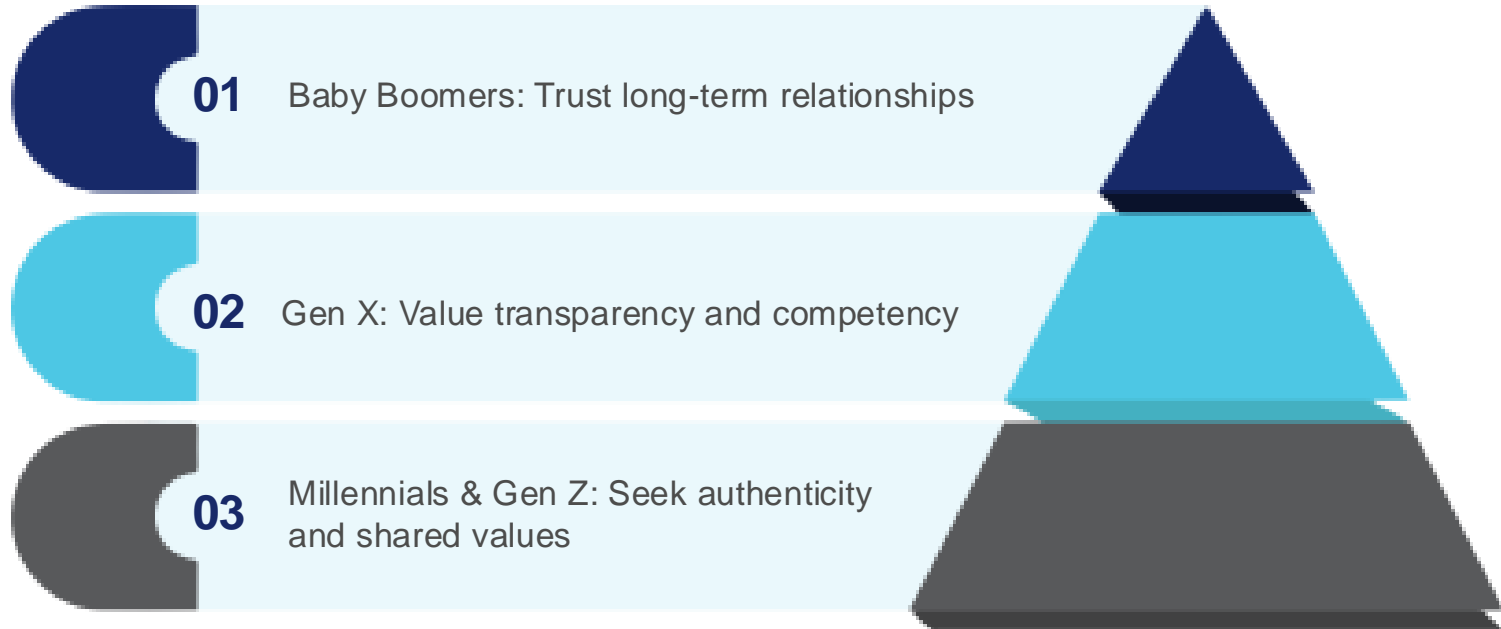 01 Baby Boomers: Trust long-term relationships
02 Gen X: Value transparency and competency
03 Millennials & Gen Z: Seek authenticity
and shared values